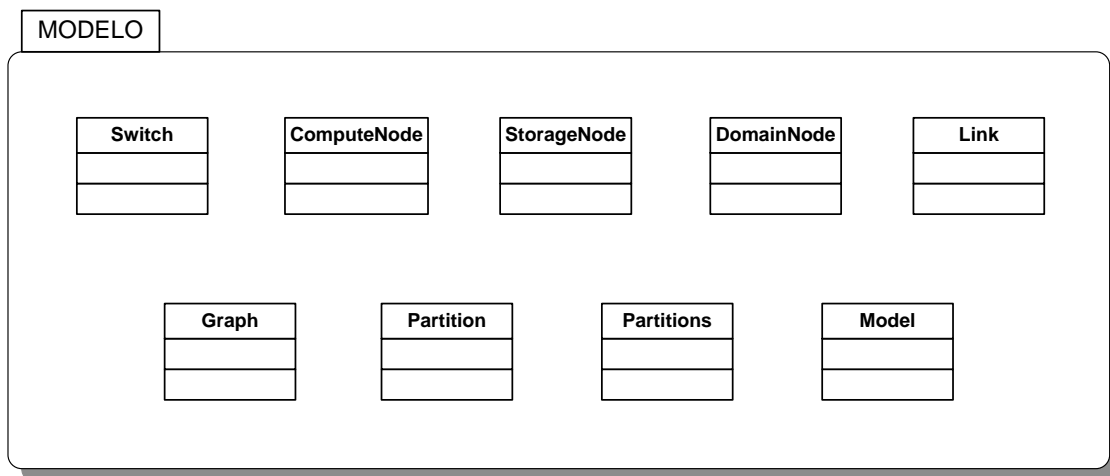 MODELO
Switch
ComputeNode
StorageNode
DomainNode
Link
Graph
Partition
Partitions
Model